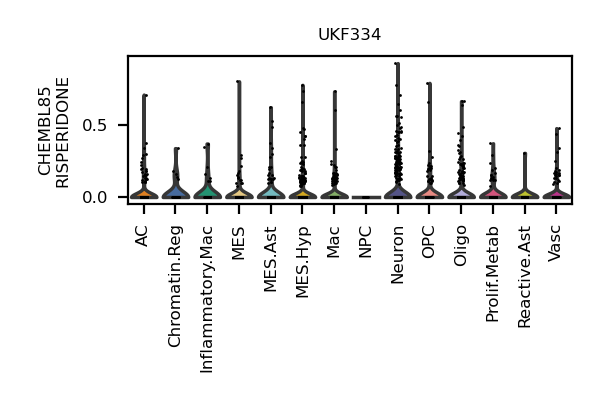 UKF334
CHEMBL85
RISPERIDONE
0.5
0.0
AC
Chromatin.Reg
Inflammatory.Mac
MES
MES.Ast
MES.Hyp
Mac
NPC
Neuron
OPC
Oligo
Prolif.Metab
Reactive.Ast
Vasc